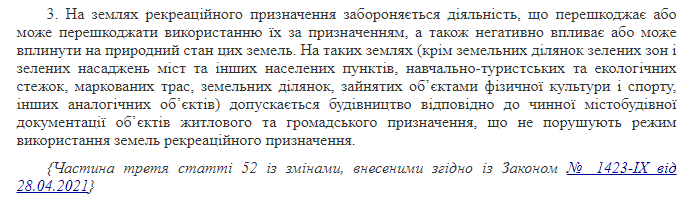 3. На землях рекреаційного призначення забороняється діяльність, що перешкоджає або
може перешкоджати використанню їх за призначенням, а також негативно впливає або може
вплинути на природний стан цих земель. На таких землях (крім земельних ділянок зелених зон і
зелених насаджень міст та інших населених пунктів, навчально-туристських та екологічних
стежок, маркованих трас, земельних ділянок, зайнятих об’єктами фізичної культури і спорту,
інших аналогічних об’єктів) допускається будівництво відповідно до чинної містобудівної
документації об’єктів житлового та громадського призначення, що не порушують режим
використання земель рекреаційного призначення.
{Частина третя статті 52 із змінами, внесеними згідно із Законом № 1423-IX від
28.04.2021}